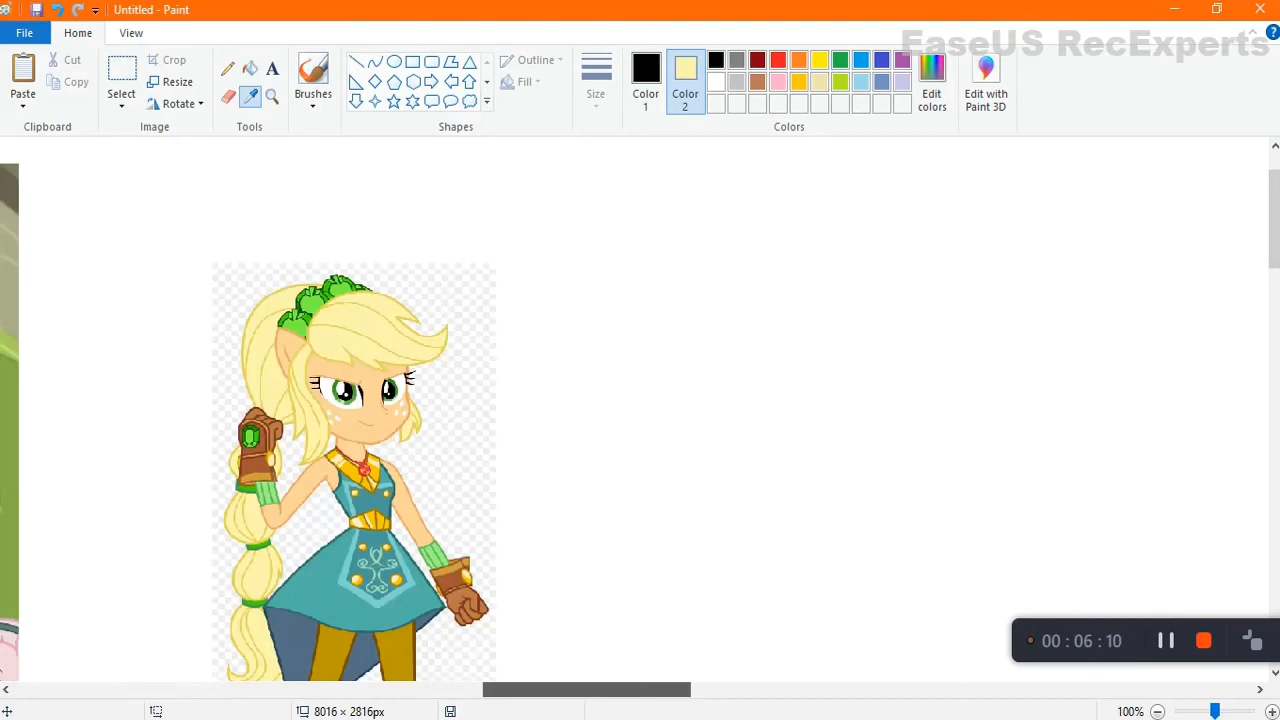 Untitled - Paint
File
Home
View
EaseUS RecExperts
Paste
Cut
Copy
Clipboard
Select
Crop
Resize
Rotate
Image
A
Tools
Brushes
Outline
Fill
Shapes
Size
Color
1
Color
2
Colors
Edit
colors
Edit with
Paint 3D
00 : 06 : 10
8016 × 2816px
100%